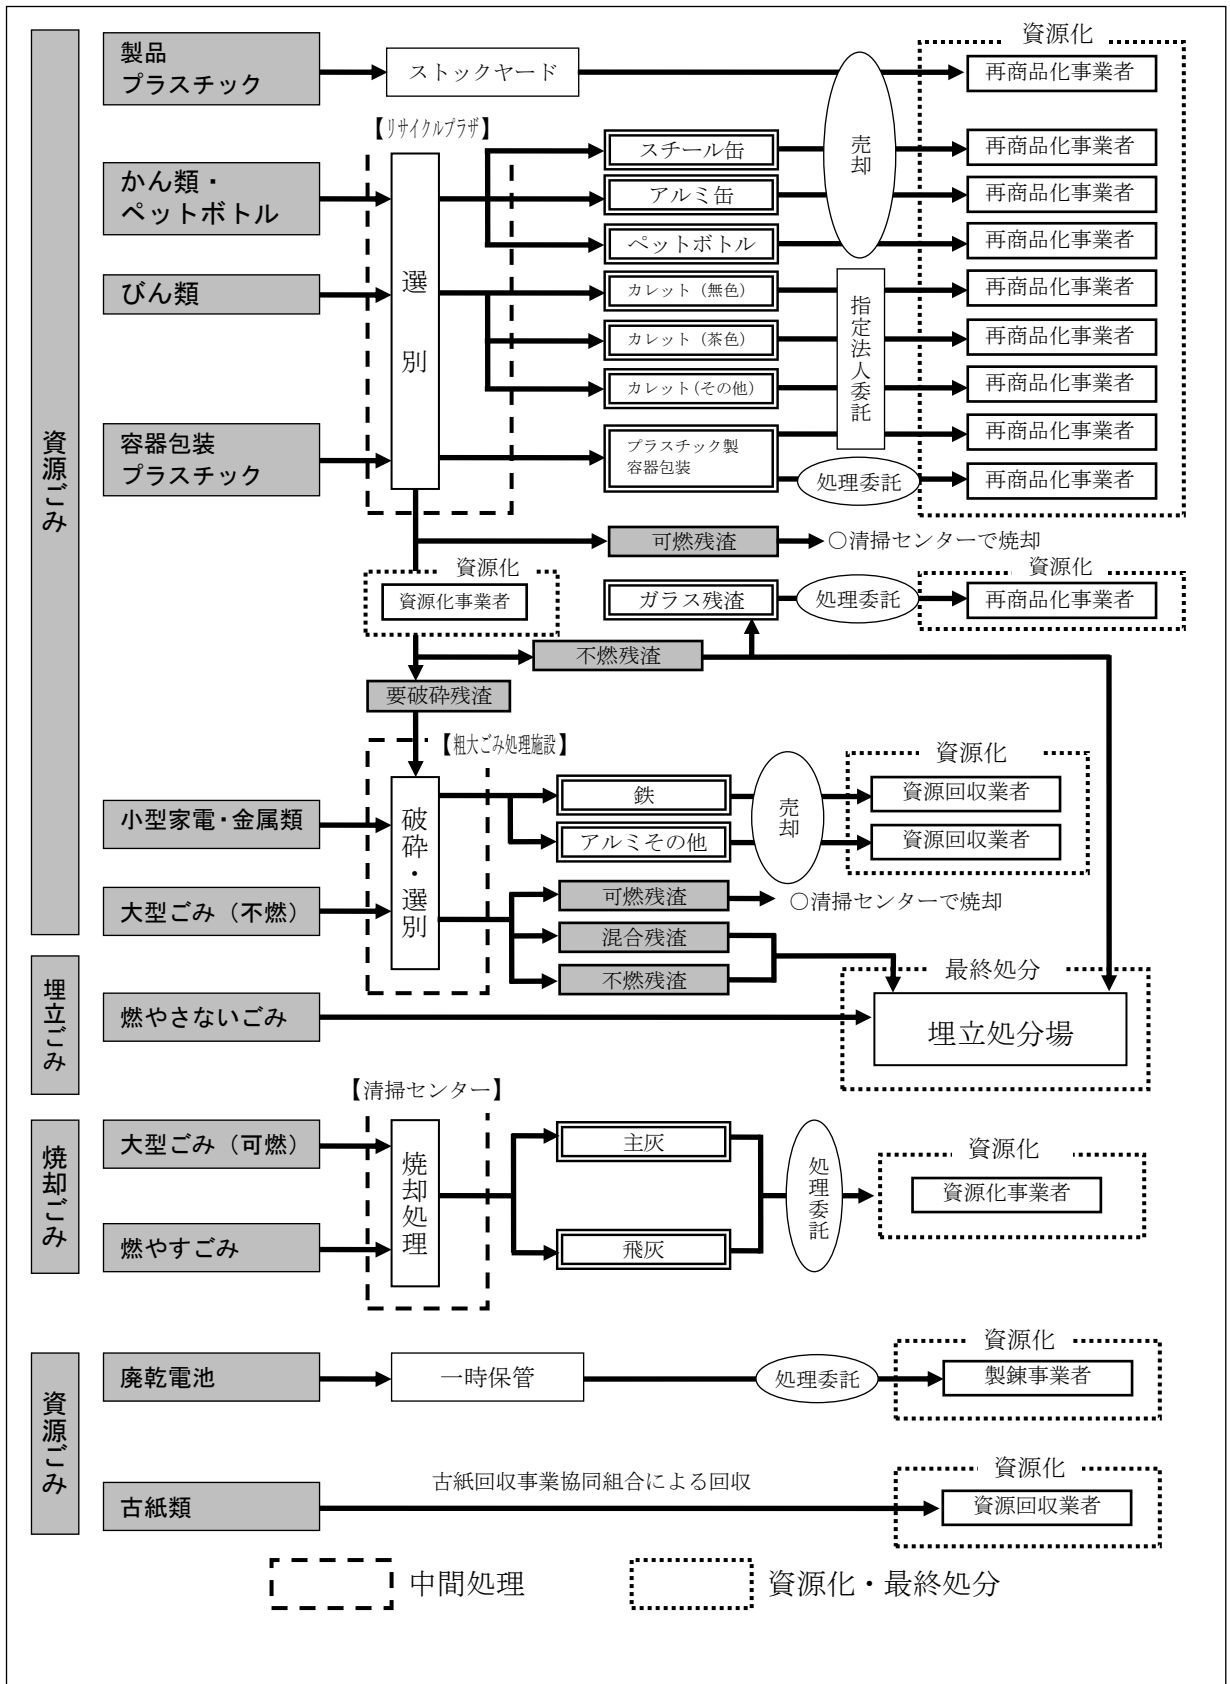 資源ごみ
製品
プラスチック
ストックヤード
売却
資源化
再商品化事業者
【リサイクルプラザ】
かん類・
ペットボトル
選別
スチール缶
再商品化事業者
アルミ缶
再商品化事業者
ペットボトル
再商品化事業者
びん類
カレット（無色）
指定法人委託
再商品化事業者
カレット（茶色）
再商品化事業者
カレット（その他）
再商品化事業者
容器包装
プラスチック
プラスチック製
容器包装
再商品化事業者
処理委託
再商品化事業者
可燃残渣
○清掃センターで焼却
資源化
資源化事業者
ガラス残渣
処理委託
資源化
再商品化事業者
不燃残渣
要破砕残渣
【粗大ごみ処理施設】
小型家電・金属類
破砕・選別
鉄
売却
資源化
資源回収業者
アルミその他
資源回収業者
大型ごみ（不燃）
可燃残渣
○清掃センターで焼却
混合残渣
不燃残渣
埋立ごみ
燃やさないごみ
最終処分
埋立処分場
【清掃センター】
焼却ごみ
大型ごみ（可燃）
焼却処理
主灰
処理委託
資源化
資源化事業者
燃やすごみ
飛灰
資源ごみ
廃乾電池
一時保管
処理委託
資源化
製錬事業者
古紙類
古紙回収事業協同組合による回収
資源化
資源回収業者
中間処理
資源化・最終処分